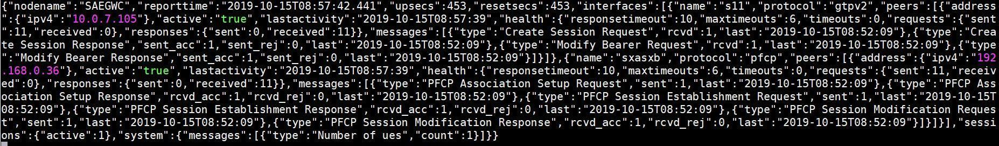 {"nodename":"SAEGWC","reporttime":"2019-10-15T08:57:42.441","upsecs":453,"resetsecs":453,"interfaces":[{"name":"s11","protocol":"gtpv2","peers":[{"address
":{"ipv4":"10.0.7.105"},"active":"true","lastactivity":"2019-10-15T08:57:39","health":{"responsetimeout":10,"maxtimeouts":6,"timeouts":0,"requests":{"sent
":11,"received":0},"responses":{"sent":0,"received":11}},"messages":[{"type":"Create Session Request","rcvd":1,"last":"2019-10-15T08:52:09"},{"type":"Crea
te Session Response","sent_acc":1,"sent_rej":0,"last":"2019-10-15T08:52:09"},{"type":"Modify Bearer Request","rcvd":1,"last":"2019-10-15T08:52:09"},{"type
":"Modify Bearer Response","sent_acc":1,"sent_rej":0,"last":"2019-10-15T08:52:09"}]}]},{"name":"sxasxb","protocol":"pfcp","peers":[{"address":{"ipv4":"192
.168.0.36"},"active":"true","lastactivity":"2019-10-15T08:57:39","health":{"responsetimeout":10,"maxtimeouts":6,"timeouts":0,"requests":{"sent":11,"receiv
ed":0},"responses":{"sent":0,"received":11}},"messages":[{"type":"PFCP Association Setup Request","sent":1,"last":"2019-10-15T08:52:09"},{"type":"PFCP Ass
ociation Setup Response","rcvd_acc":1,"rcvd_rej":0,"last":"2019-10-15T08:52:09"},{"type":"PFCP Session Establishment Request","sent":1,"last":"2019-10-15T
08:52:09"},{"type":"PFCP Session Establishment Response","rcvd_acc":1,"rcvd_rej":0,"last":"2019-10-15T08:52:09"},{"type":"PFCP Session Modification Reques
t","sent":1,"last":"2019-10-15T08:52:09"},{"type":"PFCP Session Modification Response","rcvd_acc":1,"rcvd_rej":0,"last":"2019-10-15T08:52:09"}]}]}],"sessi
ons":{"active":1},"system":{"messages":[{"type":"Number of ues","count":1}]}}